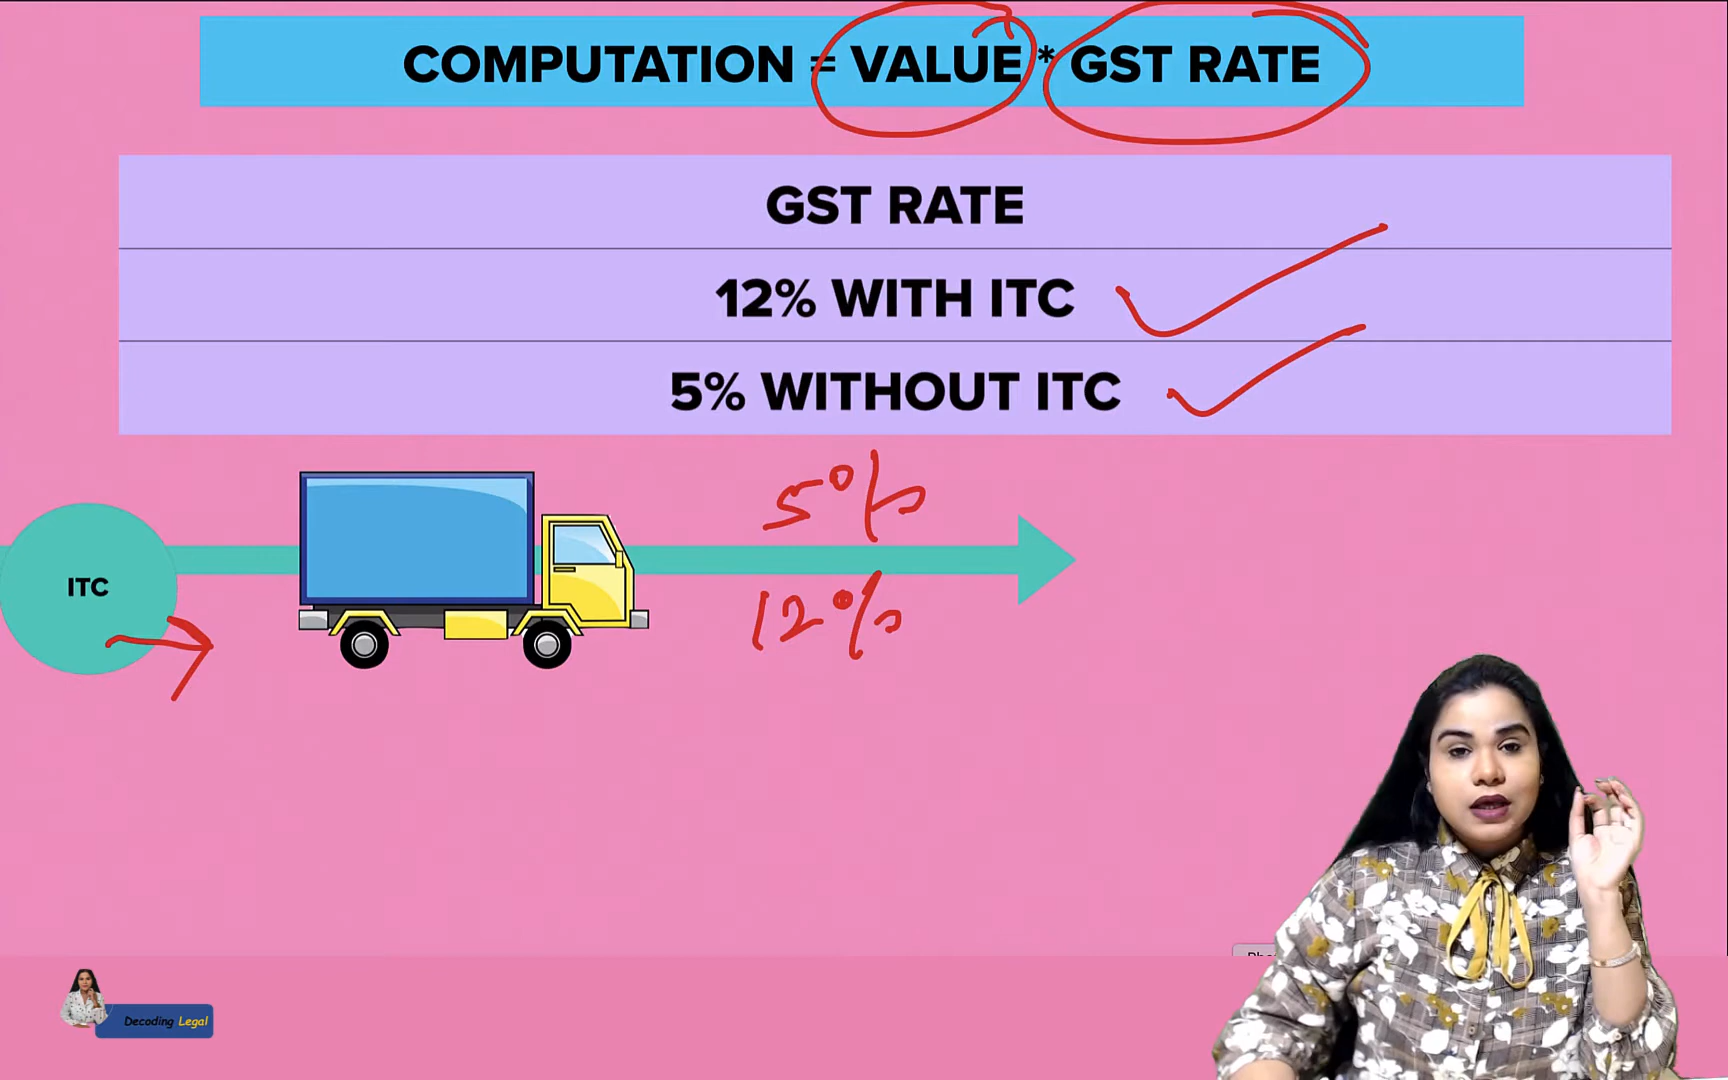 COMPUTATION = VALUE * GST RATE
GST RATE
12% WITH ITC
5% WITHOUT ITC
5%
ITC
12%
Decoding Legal